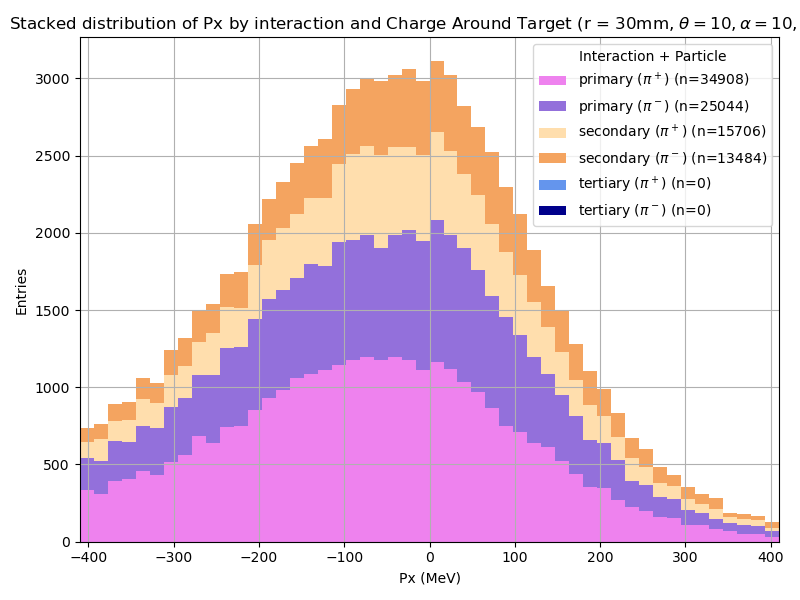 Stacked distribution of Px by interaction and Charge Around Target (r = 30mm, θ = 10, α = 10,
Interaction + Particle
primary (π⁺) (n=34908)
primary (π⁻) (n=25044)
secondary (π⁺) (n=15706)
secondary (π⁻) (n=13484)
tertiary (π⁺) (n=0)
tertiary (π⁻) (n=0)
Entries
3000
2500
2000
1500
1000
500
0
−400 −300 −200 −100 0 100 200 300 400
Px (MeV)